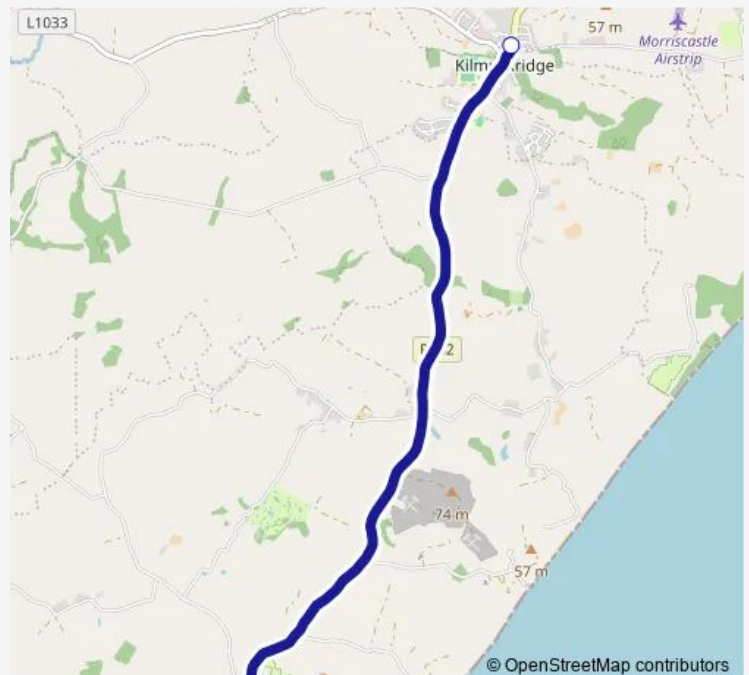 L1033
57 m
Morriscastle
Airstrip
74 m
57 m
© OpenStreetMap contributors